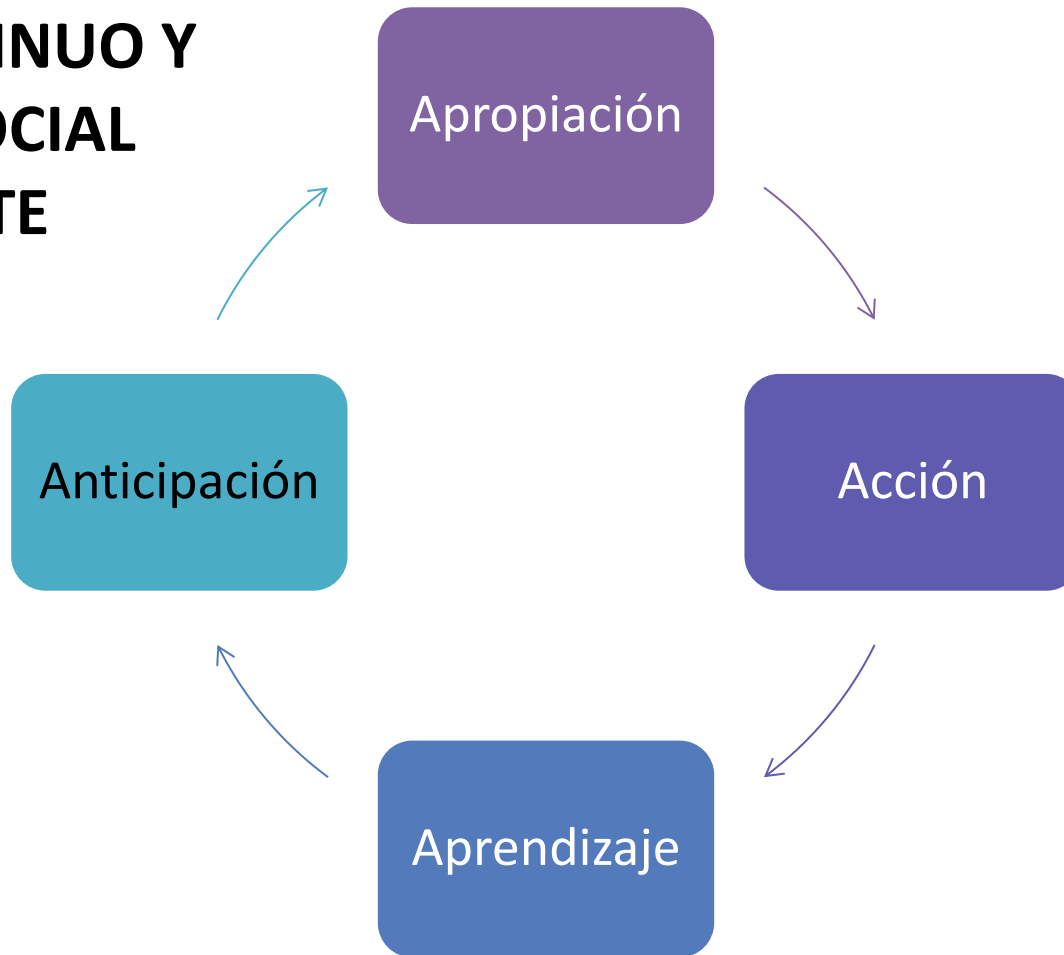 INUO Y
OCIAL
TE
Apropiación
Anticipación
Acción
Aprendizaje